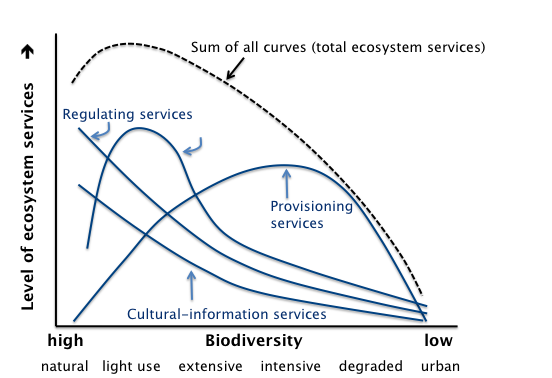 Sum of all curves (total ecosystem services)
Regulating services
Level of ecosystem services
Provisioning
services
Cultural-information services
high Biodiversity low
natural light use extensive intensive degraded urban